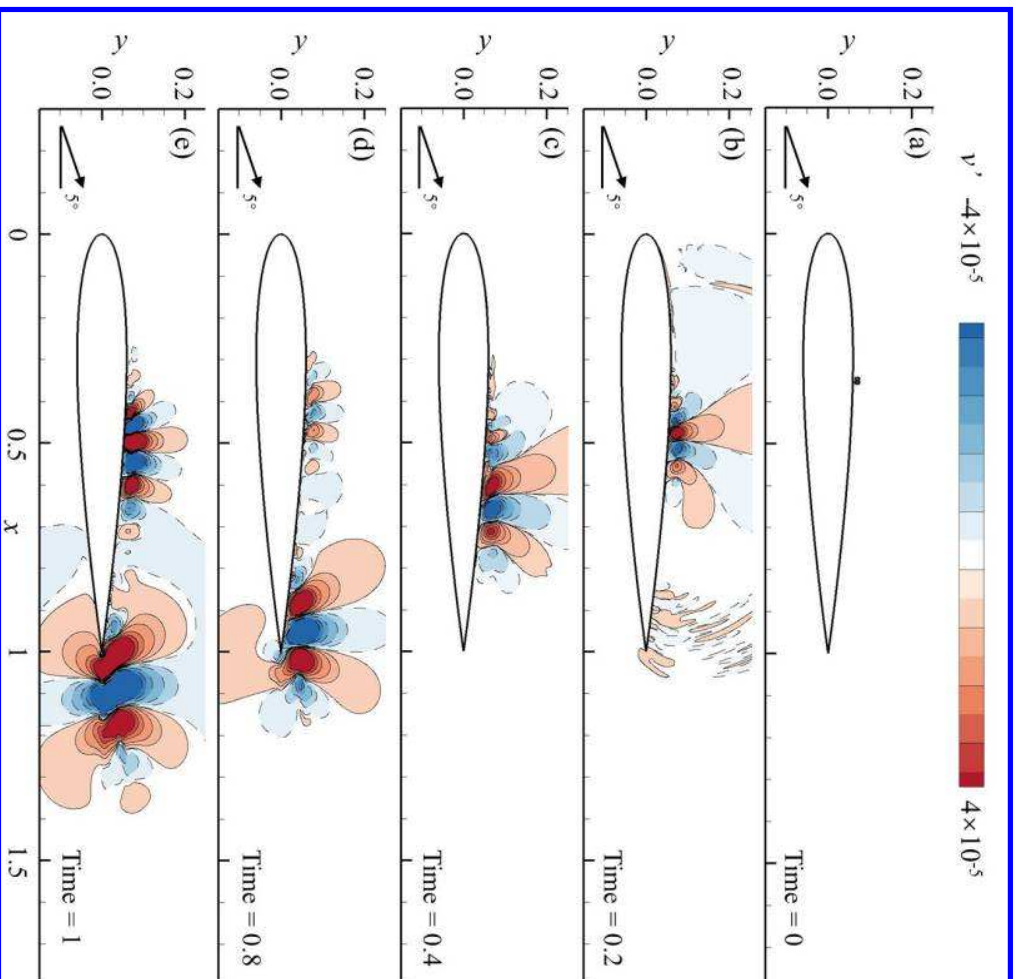 ν' -4×10⁻⁵ 4×10⁻⁵
(a)
y
0.2
0.0
5°
Time = 0
(b)
y
0.2
0.0
5°
Time = 0.2
(c)
y
0.2
0.0
5°
Time = 0.4
(d)
y
0.2
0.0
5°
Time = 0.8
(e)
y
0.2
0.0
5°
Time = 1
0 0.5 x 1 1.5